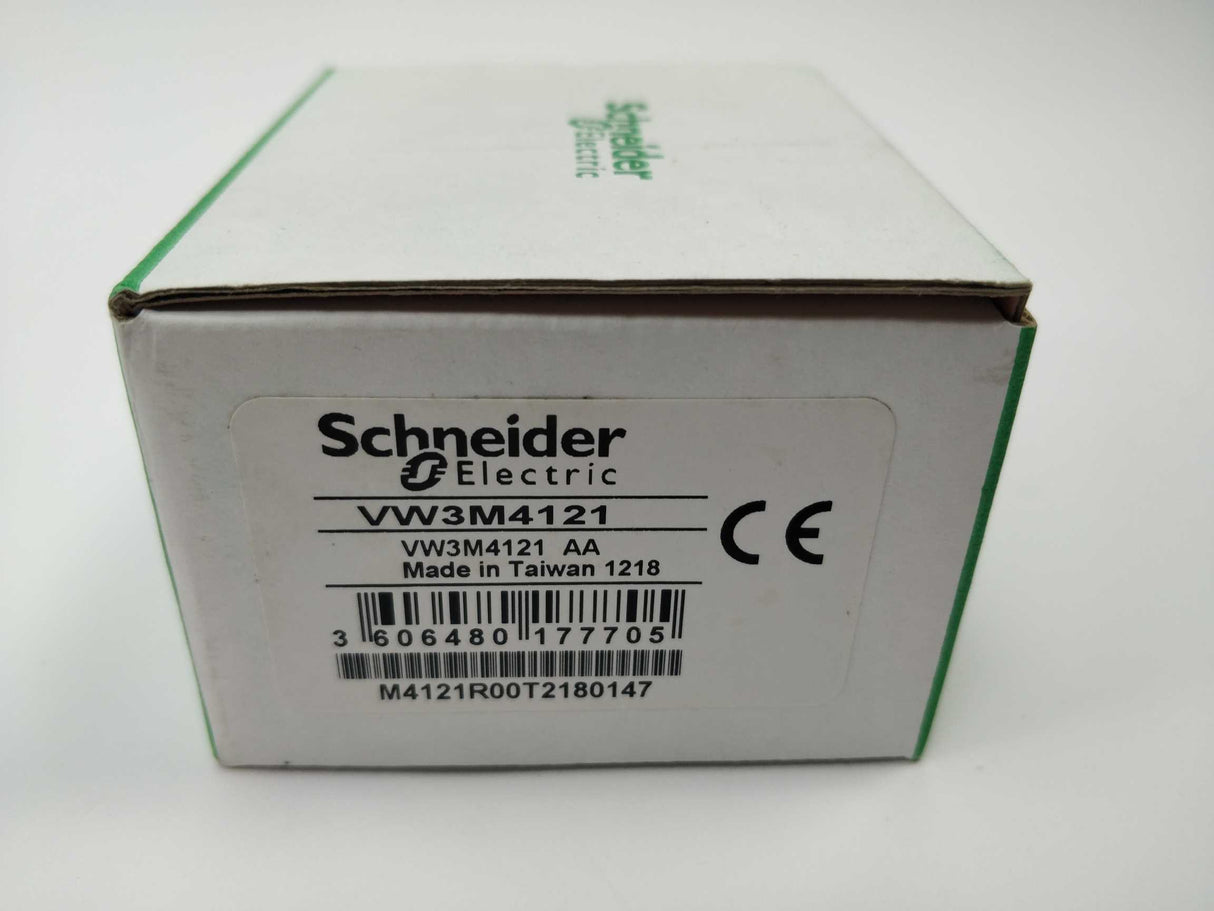 Schneider
Electric
Schneider
Electric
VW3M4121
VW3M4121 AA
Made in Taiwan 1218
CE
3 606480 177705
M4121R00T2180147